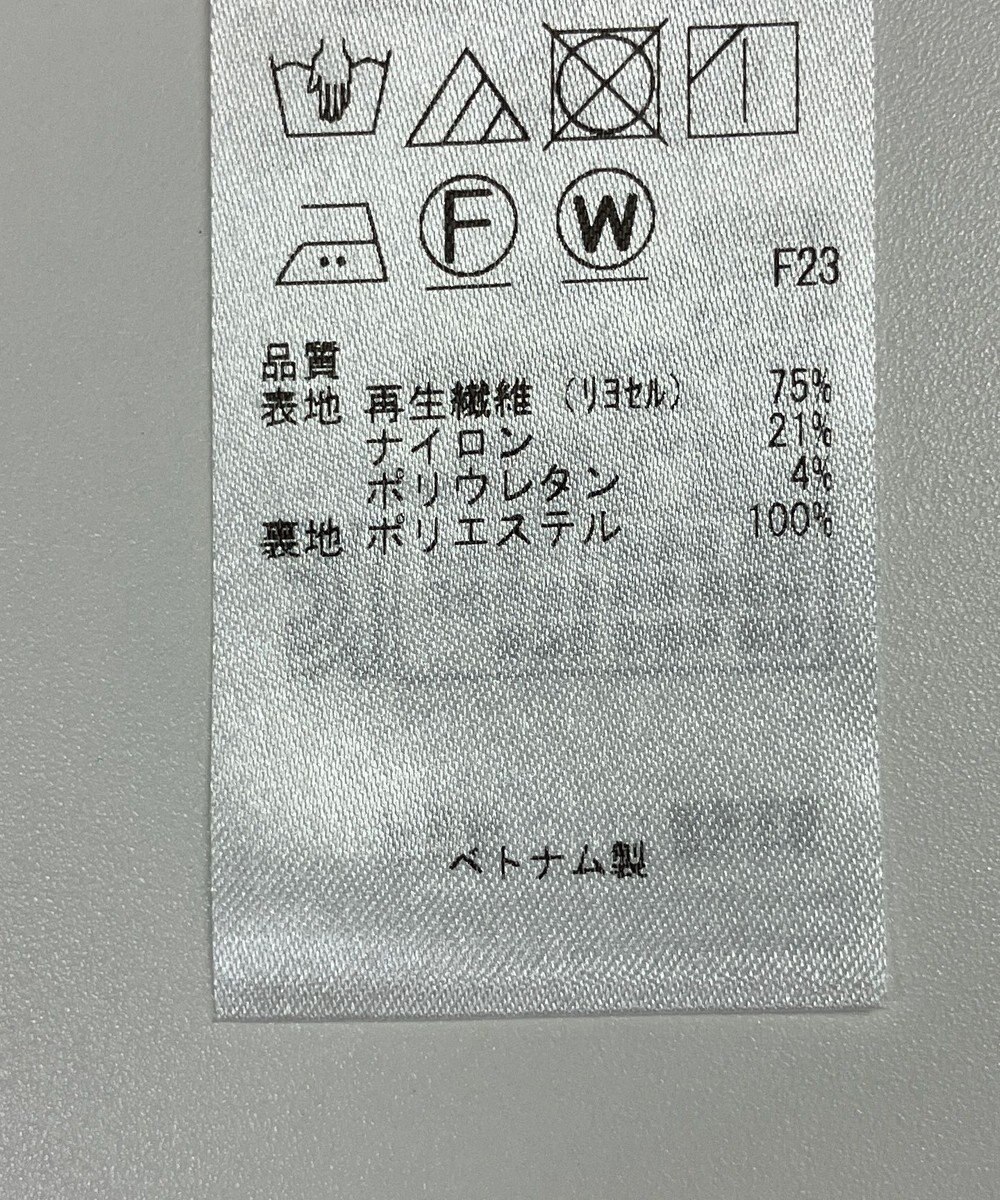 F W
F23
品質
表地 再生繊維 （リヨセル） 75%
ナイロン 21%
ポリウレタン 4%
裏地 ポリエステル 100%
ベトナム製